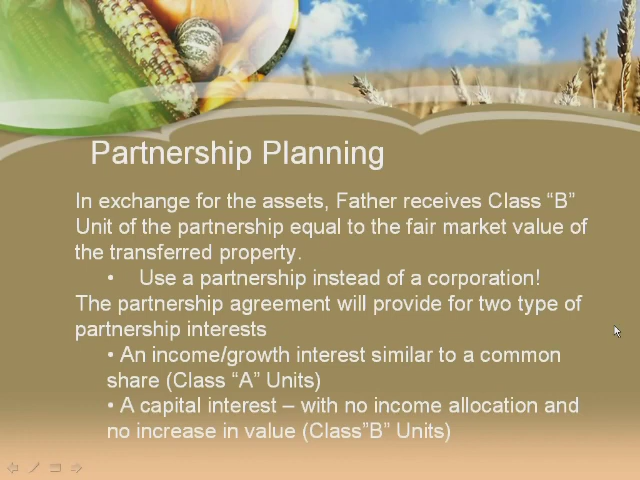 Partnership Planning
In exchange for the assets, Father receives Class “B”
Unit of the partnership equal to the fair market value of
the transferred property.
• Use a partnership instead of a corporation!
The partnership agreement will provide for two type of
partnership interests
• An income/growth interest similar to a common
share (Class “A” Units)
• A capital interest – with no income allocation and
no increase in value (Class”B” Units)